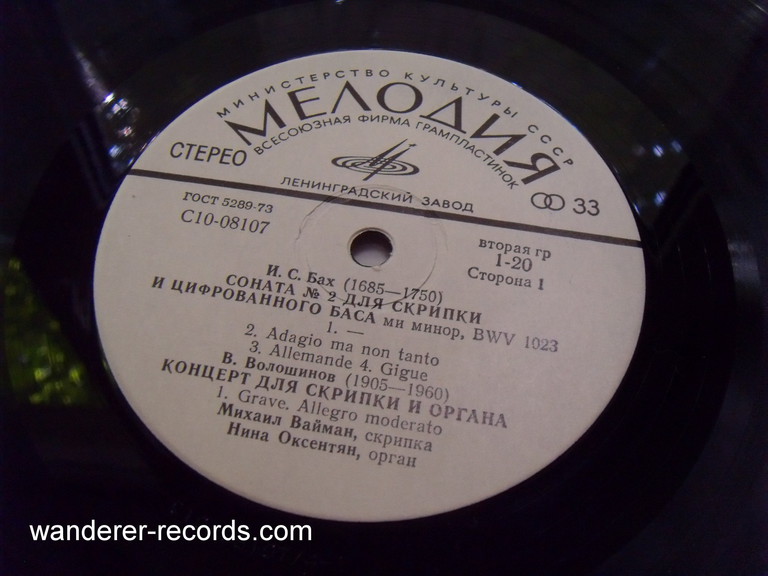 МИНИСТЕРСТВО КУЛЬТУРЫ СССР
МЕЛОДИЯ
ВСЕСОЮЗНАЯ ФИРМА ГРАМПЛАСТИНОК
СТЕРЕО
ЛЕНИНГРАДСКИЙ ЗАВОД
33
ГОСТ 5289-73
С10-08107
вторая гр
1-20
Сторона 1
И. С. Бах (1685—1750)
СОНАТА № 2 ДЛЯ СКРИПКИ
И ЦИФРОВАННОГО БАСА ми минор, BWV 1023
1. —
2. Adagio ma non tanto
3. Allemande 4. Gigue
В. Волошинов (1905—1960)
КОНЦЕРТ ДЛЯ СКРИПКИ И ОРГАНА
1. Grave. Allegro moderato
Михаил Вайман, скрипка
Нина Оксентян, орган
wanderer-records.com